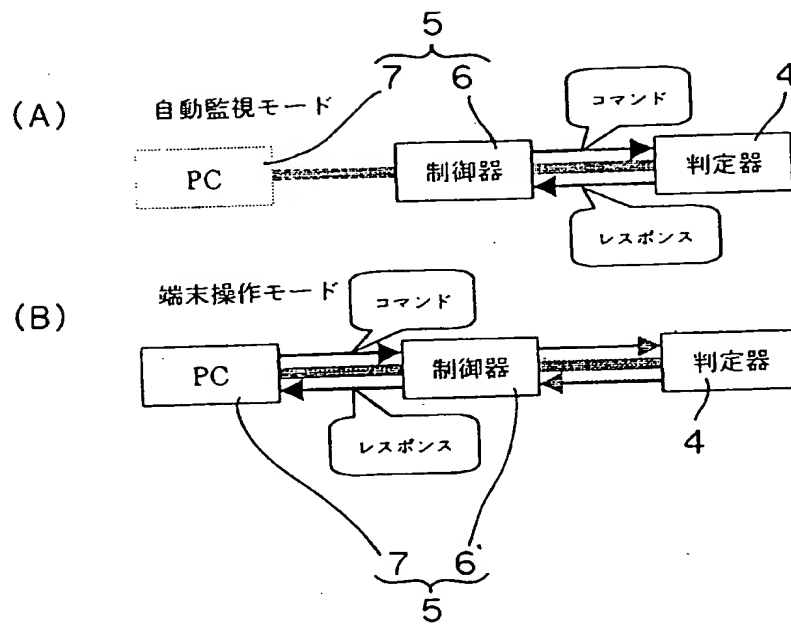 5
7 6
4
(A) 自動監視モード
コマンド
PC 制御器 判定器
レスポンス
(B) 端末操作モード
コマンド
PC 制御器 判定器
レスポンス
4
7 6
5